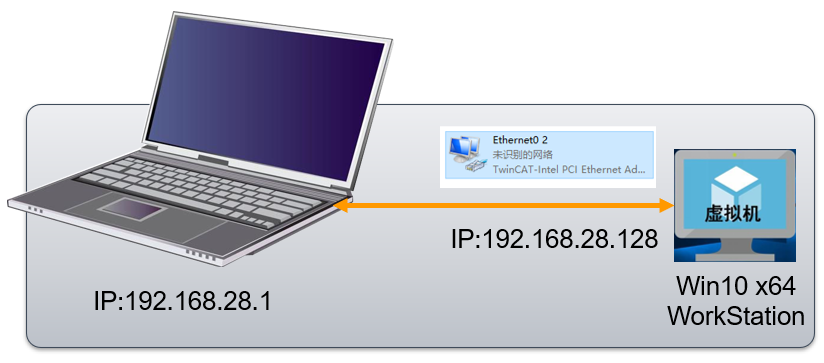 Ethernet0 2
未识别的网络
TwinCAT-Intel PCI Ethernet Ad...
虚拟机
IP:192.168.28.128
IP:192.168.28.1
Win10 x64
WorkStation